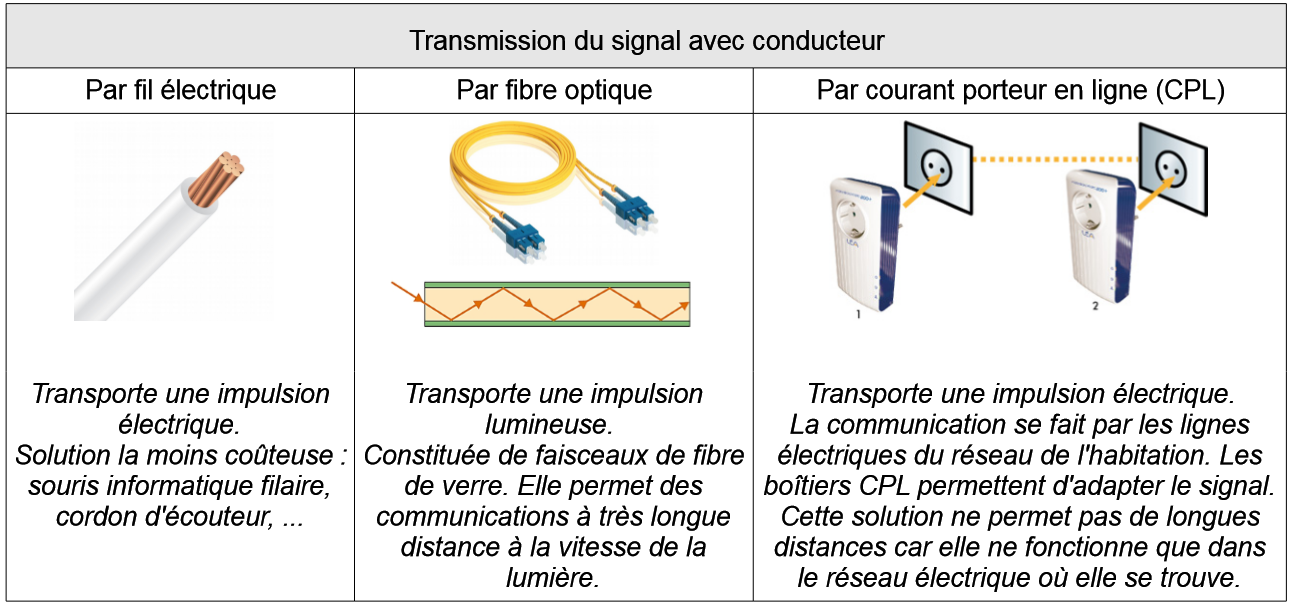 Transmission du signal avec conducteur
Par fil électrique
Par fibre optique
Par courant porteur en ligne (CPL)
1
2
Transporte une impulsion
électrique.
Solution la moins coûteuse :
souris informatique filaire,
cordon d'écouteur, ...
Transporte une impulsion
lumineuse.
Constituée de faisceaux de fibre
de verre. Elle permet des
communications à très longue
distance à la vitesse de la
lumière.
Transporte une impulsion électrique.
La communication se fait par les lignes
électriques du réseau de l'habitation. Les
boîtiers CPL permettent d'adapter le signal.
Cette solution ne permet pas de longues
distances car elle ne fonctionne que dans
le réseau électrique où elle se trouve.